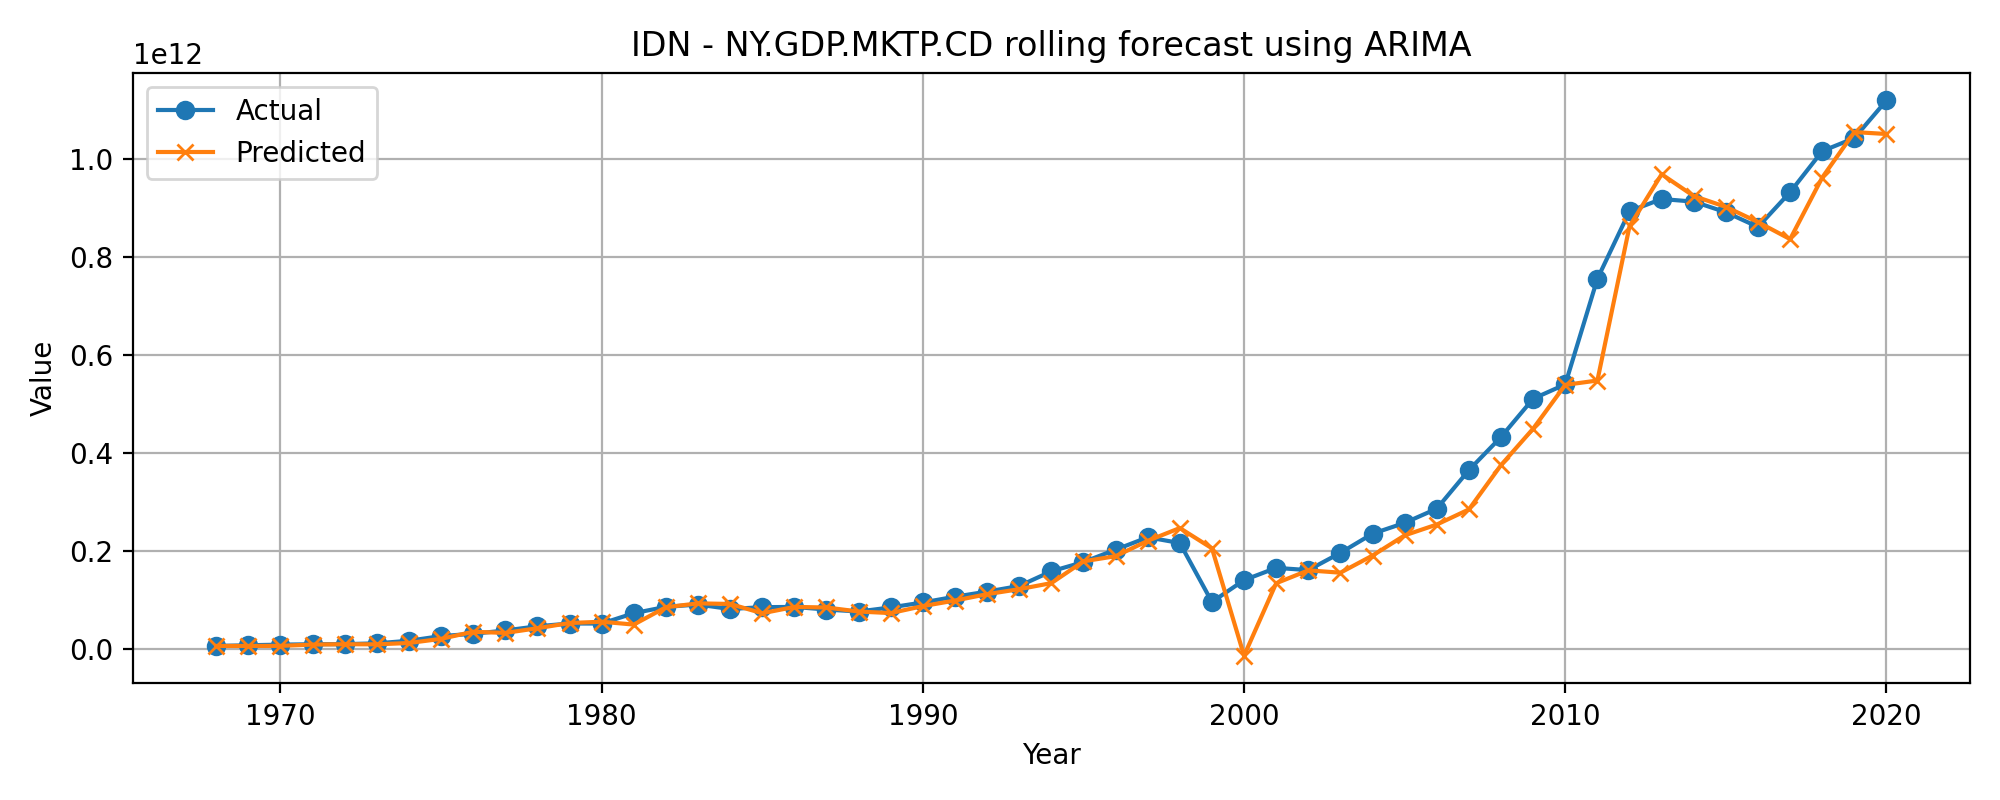 IDN - NY.GDP.MKTP.CD rolling forecast using ARIMA
1e12
Actual
Predicted
1.0
0.8
0.6
0.4
0.2
0.0
Value
1970 1980 1990 2000 2010 2020
Year